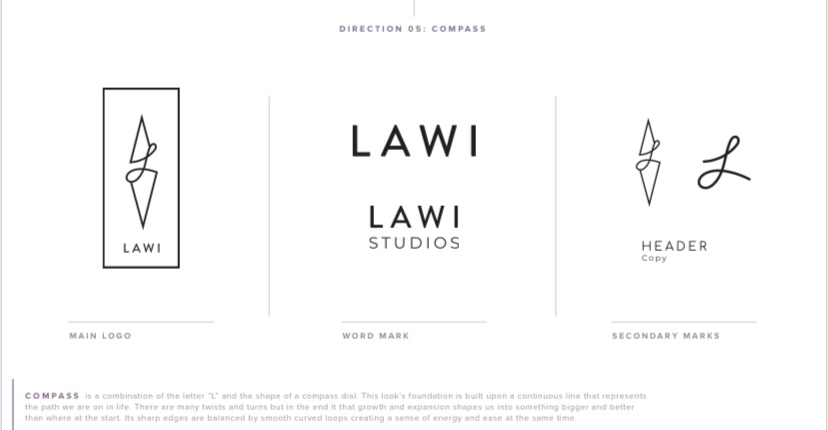 DIRECTION 05: COMPASS
LAWI
LAWI
LAWI
STUDIOS
L
HEADER
Copy
MAIN LOGO
WORD MARK
SECONDARY MARKS
COMPASS is a combination of the letter "L" and the shape of a compass dial. This look's foundation is built upon a continuous line that represents
the path we are on in life. There are many twists and turns but in the end it that growth and expansion shapes us into something bigger and better
than where at the start. Its sharp edges are balanced by smooth curved loops creating a sense of energy and ease at the same time.